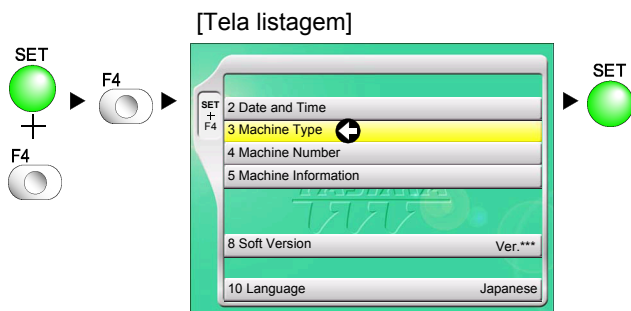 [Tela listagem]
SET
+
F4
F4
SET
+
F4
2 Date and Time
3 Machine Type
4 Machine Number
5 Machine Information
8 Soft Version Ver.***
10 Language Japanese
SET